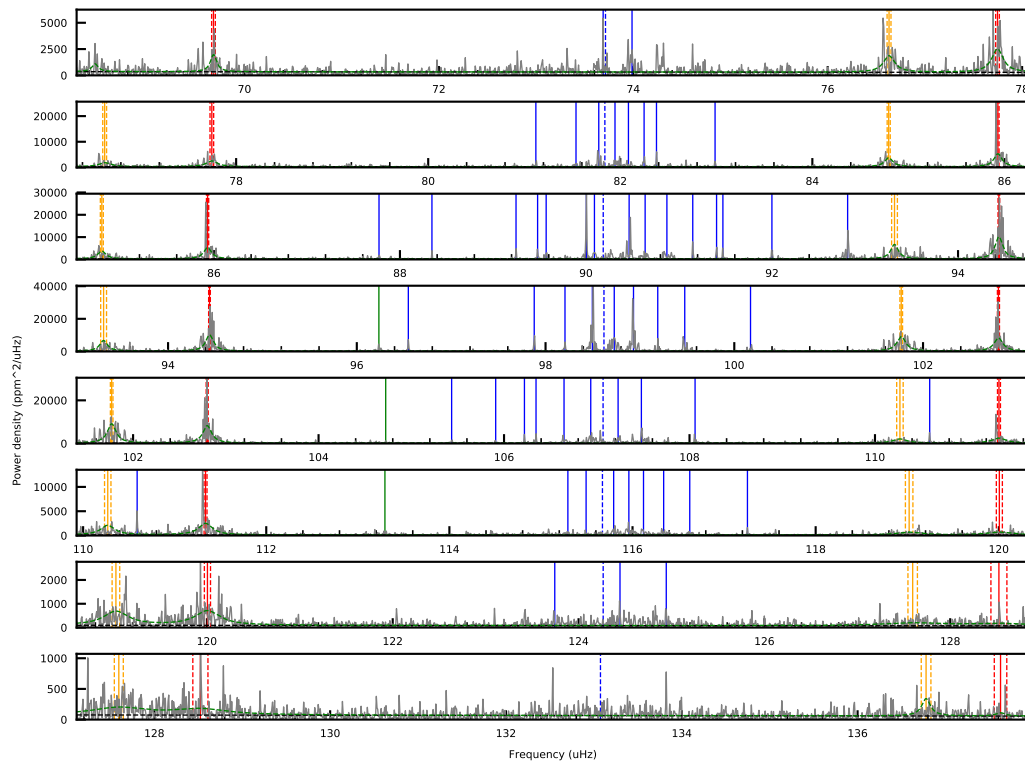 5000
2500
0
70 72 74 76 78
20000
10000
0
78 80 82 84 86
30000
20000
10000
0
86 88 90 92 94
40000
20000
0
94 96 98 100 102
20000
0
102 104 106 108 110
10000
5000
0
110 112 114 116 118 120
2000
1000
0
120 122 124 126 128
1000
500
0
128 130 132 134 136
Power density (ppm^2/uHz)
Frequency (uHz)